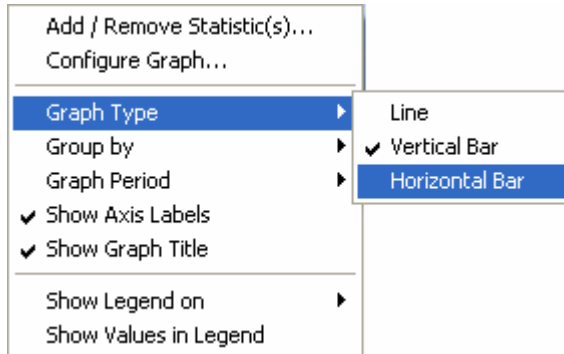 Add / Remove Statistic(s)...
Configure Graph...
Graph Type
Group by
Graph Period
Show Axis Labels
Show Graph Title
Show Legend on
Show Values in Legend
Line
Vertical Bar
Horizontal Bar